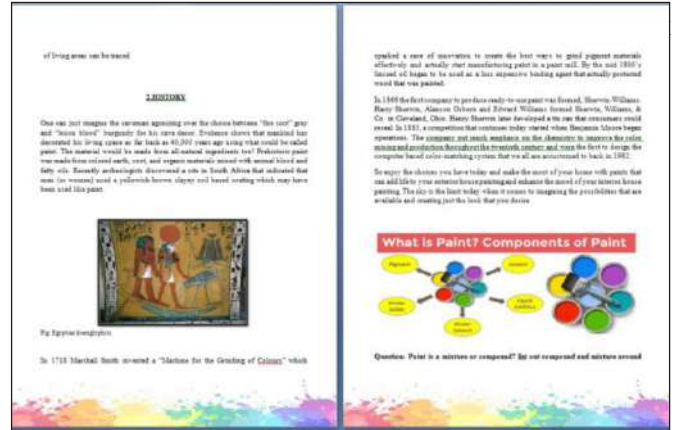 of living areas can be traced
2.HISTORY
One can just imagine the caveman agonizing over the choice between "fire soot" gray
and "bison blood" burgundy for his cave decor. Evidence shows that mankind has
decorated his living space as far back as 40,000 years ago using what could be called
paint. The material would be made from all-natural ingredients too! Prehistoric paint
was made from colored earth, soot, and organic materials mixed with animal blood and
fatty oils. Recently archeologists discovered a site in South Africa that indicated that
man (or woman) used a yellowish-brown clayey soil based coating which may have
been used like paint.
Fig: Egyptian
In 1718 Marshall Smith invented a "Machine for the Grinding of Colours" which
sparked a race of innovation to create the best ways to grind pigment materials
effectively and actually start manufacturing paint in a paint mill. By the mid 1800's
linseed oil began to be used as a less expensive binding agent that actually protected
wood that was painted.
In 1866 the first company to produce ready-to-use paint was formed, Sherwin-Williams.
Harry Sherwin, Alanson Osborn and Edward Williams formed Sherwin, Williams, &
Co. in Cleveland, Ohio. Henry Sherwin later developed a tin can that consumers could
reseal. In 1883, a competition that continues today started when Benjamin Moore began
operations. The company put much emphasis on the chemistry to improve the color
mixing and production throughout the twentieth century and were the first to design the
computer based color-matching system that we all are accustomed to back in 1982.
So enjoy the choices you have today and make the most of your home with paints that
can add life to your exterior house painting and enhance the mood of your interior house
painting. The sky is the limit today when it comes to imagining the possibilities that are
available and creating just the look that you desire
What is Paint? Components of Paint
Pigment
Solvent
Binder
Liquid
Binder
Question: Paint is a mixture or compound? list out compound and mixture around